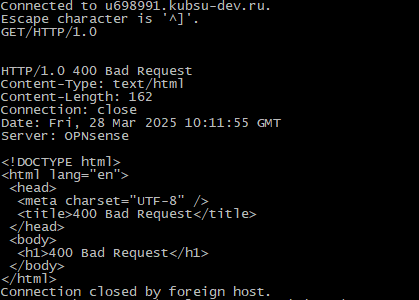 Connected to u698991.kubsu-dev.ru.
Escape character is '^]'.
GET/HTTP/1.0
HTTP/1.0 400 Bad Request
Content-Type: text/html
Content-Length: 162
Connection: close
Date: Fri, 28 Mar 2025 10:11:55 GMT
Server: OPNsense
<!DOCTYPE html>
<html lang="en">
<head>
<meta charset="UTF-8" />
<title>400 Bad Request</title>
</head>
<body>
<h1>400 Bad Request</h1>
</body>
</html>
Connection closed by foreign host.